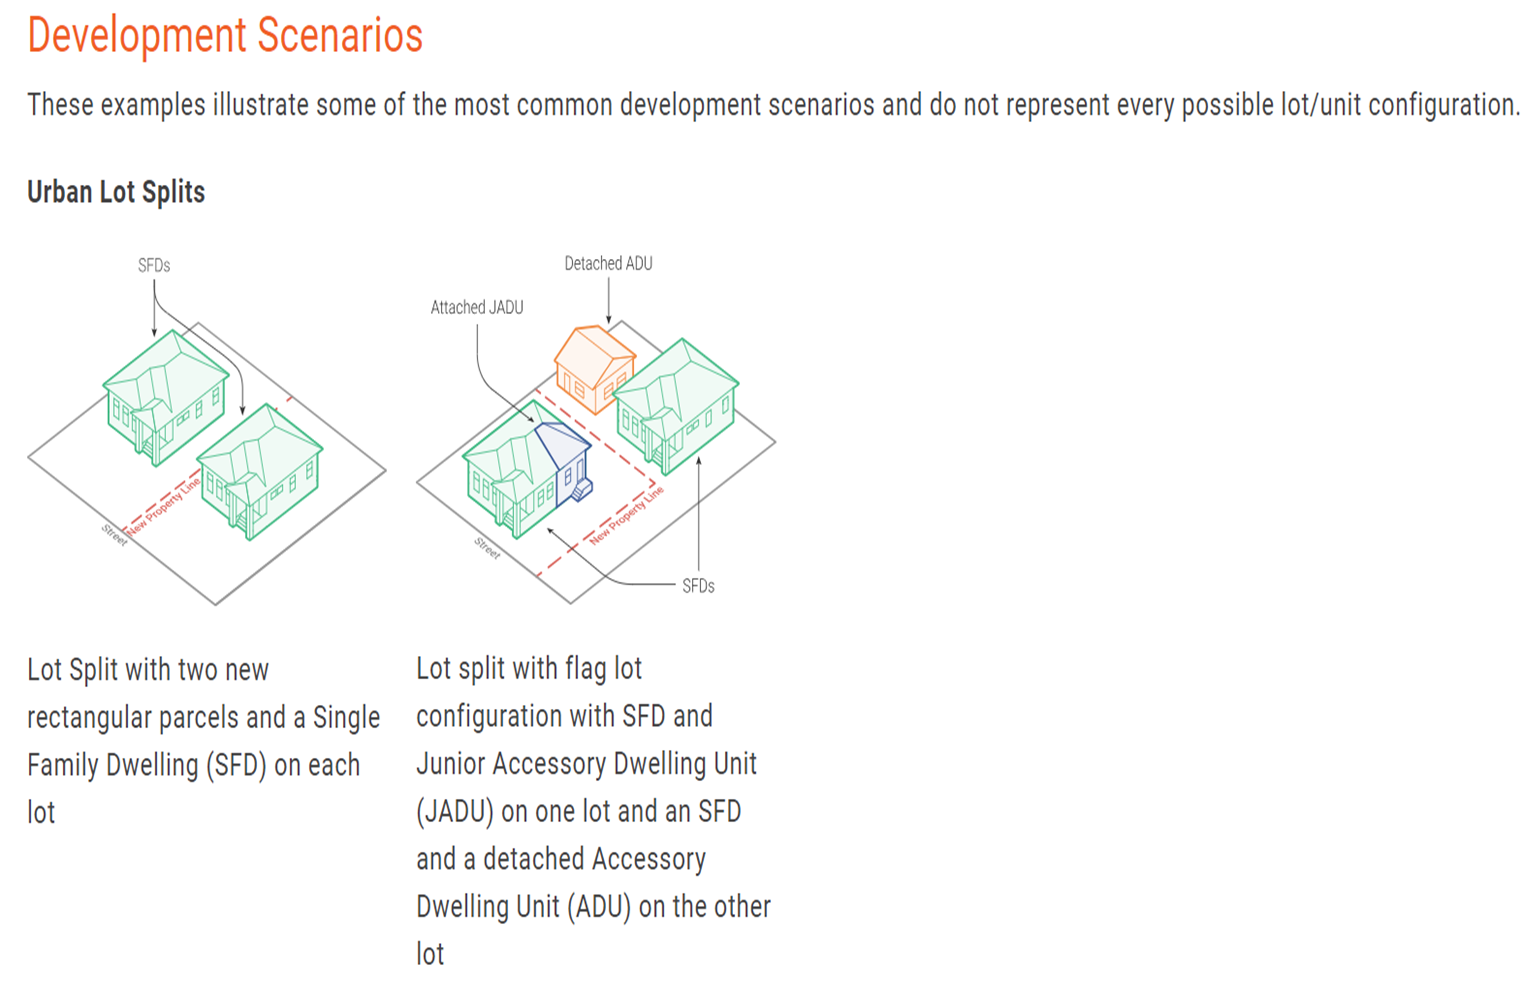 Development Scenarios
These examples illustrate some of the most common development scenarios and do not represent every possible lot/unit configuration.
Urban Lot Splits
SFDs
New Property Line
Street
Detached ADU
Attached JADU
New Property Line
Street
SFDs
Lot Split with two new
rectangular parcels and a Single
Family Dwelling (SFD) on each
lot
Lot split with flag lot
configuration with SFD and
Junior Accessory Dwelling Unit
(JADU) on one lot and an SFD
and a detached Accessory
Dwelling Unit (ADU) on the other
lot